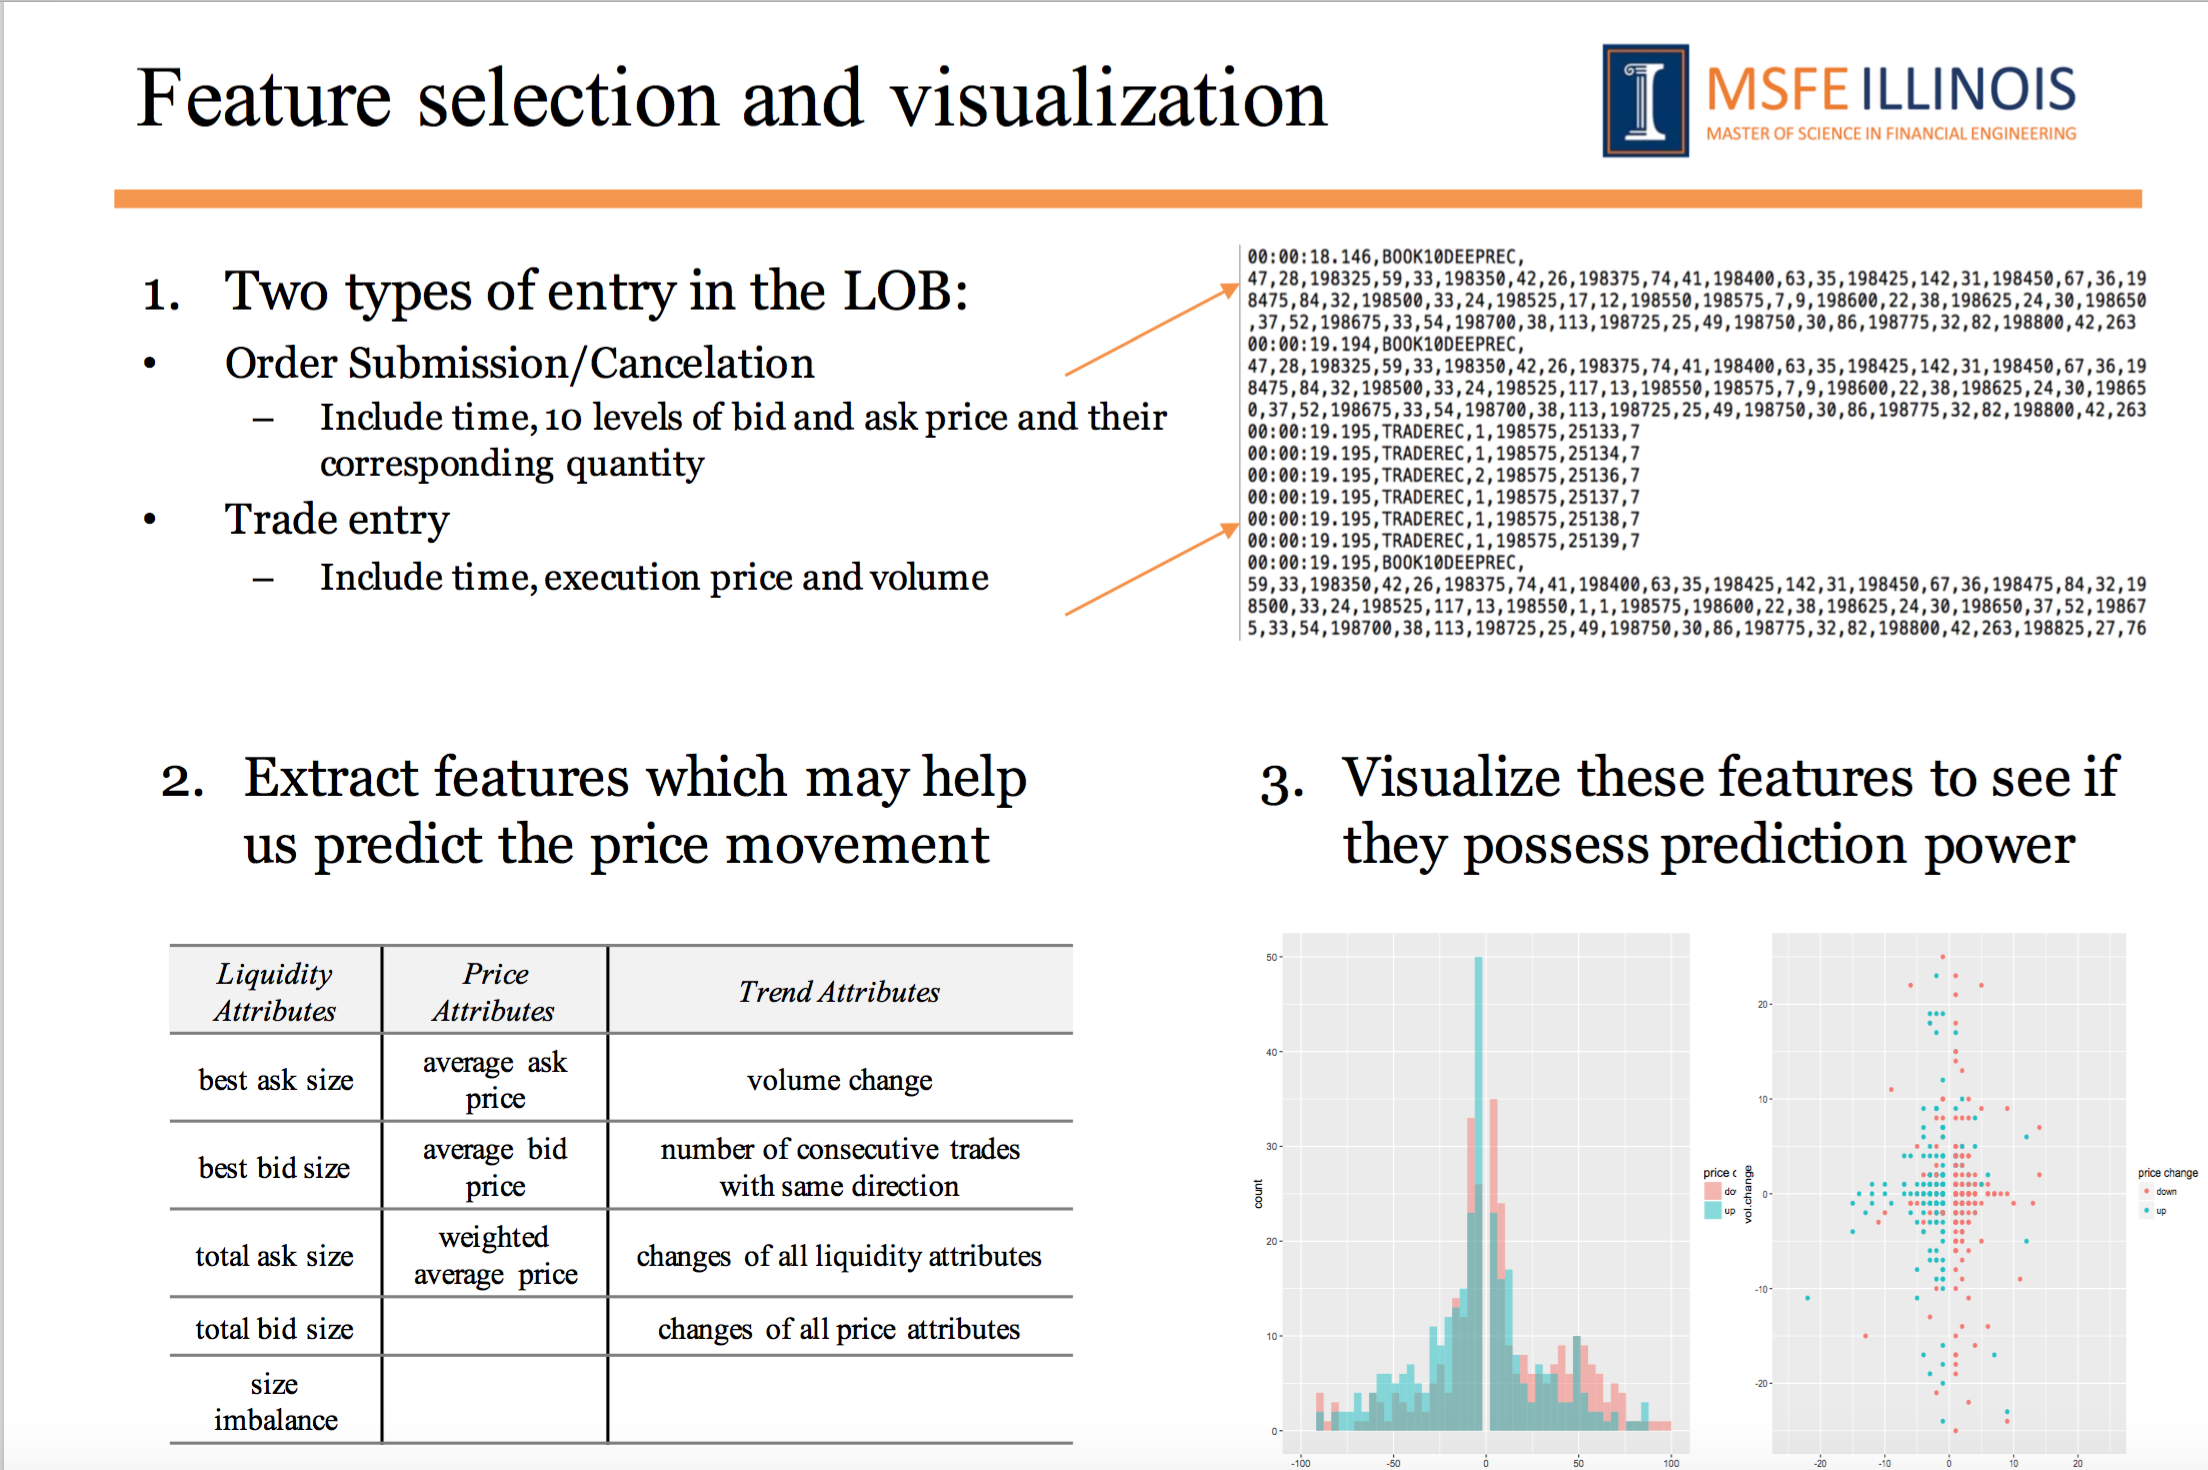 Feature selection and visualization
MSFE ILLINOIS
MASTER OF SCIENCE IN FINANCIAL ENGINEERING
1. Two types of entry in the LOB:
• Order Submission/Cancelation
– Include time, 10 levels of bid and ask price and their
corresponding quantity
• Trade entry
– Include time, execution price and volume
00:00:18.146,BOOK10DEEPREC,
47,28,198325,59,33,198350,42,26,198375,74,41,198400,63,35,198425,142,31,198450,67,36,19
8475,84,32,198500,33,24,198525,17,12,198550,198575,7,9,198600,22,38,198625,24,30,198650
,37,52,198675,33,54,198700,38,113,198725,25,49,198750,30,86,198775,32,82,198800,42,263
00:00:19.194,BOOK10DEEPREC,
47,28,198325,59,33,198350,42,26,198375,74,41,198400,63,35,198425,142,31,198450,67,36,19
8475,84,32,198500,33,24,198525,117,13,198550,198575,7,9,198600,22,38,198625,24,30,19865
0,37,52,198675,33,54,198700,38,113,198725,25,49,198750,30,86,198775,32,82,198800,42,263
00:00:19.195,TRADEREC,1,198575,25133,7
00:00:19.195,TRADEREC,1,198575,25134,7
00:00:19.195,TRADEREC,2,198575,25136,7
00:00:19.195,TRADEREC,1,198575,25137,7
00:00:19.195,TRADEREC,1,198575,25138,7
00:00:19.195,TRADEREC,1,198575,25139,7
00:00:19.195,BOOK10DEEPREC,
59,33,198350,42,26,198375,74,41,198400,63,35,198425,142,31,198450,67,36,198475,84,32,19
8500,33,24,198525,117,13,198550,1,1,198575,198600,22,38,198625,24,30,198650,37,52,19867
5,33,54,198700,38,113,198725,25,49,198750,30,86,198775,32,82,198800,42,263,198825,27,76
2. Extract features which may help
us predict the price movement
Liquidity
Attributes
Price
Attributes
Trend Attributes
best ask size
average ask
price
volume change
best bid size
average bid
price
number of consecutive trades
with same direction
total ask size
weighted
average price
changes of all liquidity attributes
total bid size
changes of all price attributes
size
imbalance
3. Visualize these features to see if
they possess prediction power
count
50
40
30
20
10
0
-100 -50 0 50 100
price c
do
up
vol.change
20
10
0
-10
-20
-20 -10 0 10 20
price change
down
up